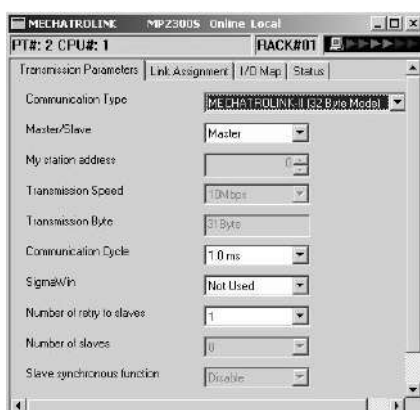 MECHATROLINK MP2300S Online Local
PT#: 2 CPU#: 1 RACK#01
Transmission Parameters Link Assignment I/O Map Status
Communication Type MECHATROLINK-II (32 Byte Mode)
Master/Slave Master
My station address 0
Transmission Speed 10Mbps
Transmission Byte 31Byte
Communication Cycle 1.0 ms
SigmaWin Not Used
Number of retry to slaves 1
Number of slaves 8
Slave synchronous function Disable